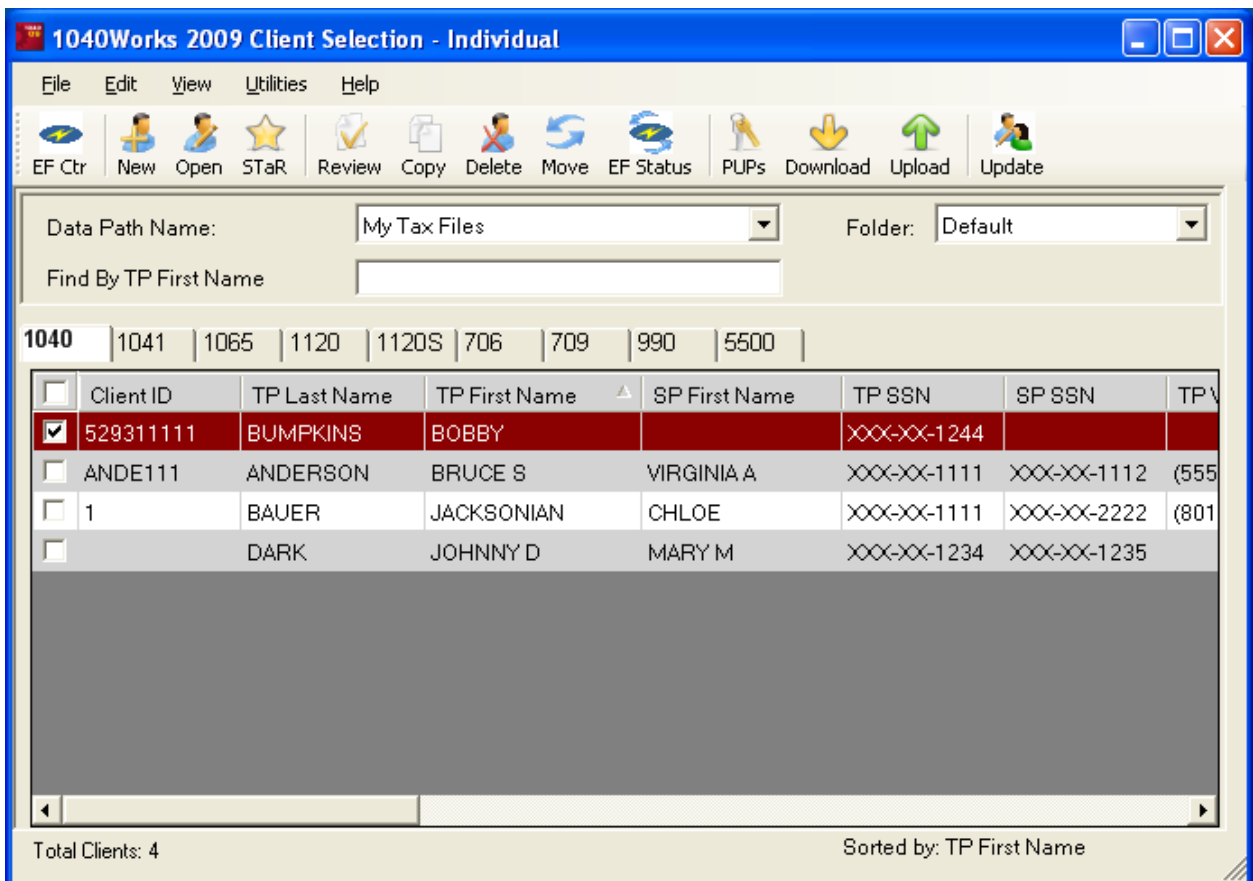 1040Works 2009 Client Selection - Individual
File Edit View Utilities Help
EF Ctr New Open STaR Review Copy Delete Move EF Status PUPs Download Upload Update
Data Path Name: My Tax Files Folder: Default
Find By TP First Name
1040 1041 1065 1120 1120S 706 709 990 5500
Client ID TP Last Name TP First Name SP First Name TP SSN SP SSN TP
529311111 BUMPKINS BOBBY XXX-XX-1244
ANDE111 ANDERSON BRUCE S VIRGINIA A XXX-XX-1111 XXX-XX-1112 (555
1 BAUER JACKSONIAN CHLOE XXX-XX-1111 XXX-XX-2222 (801
DARK JOHNNY D MARY M XXX-XX-1234 XXX-XX-1235
Total Clients: 4 Sorted by: TP First Name